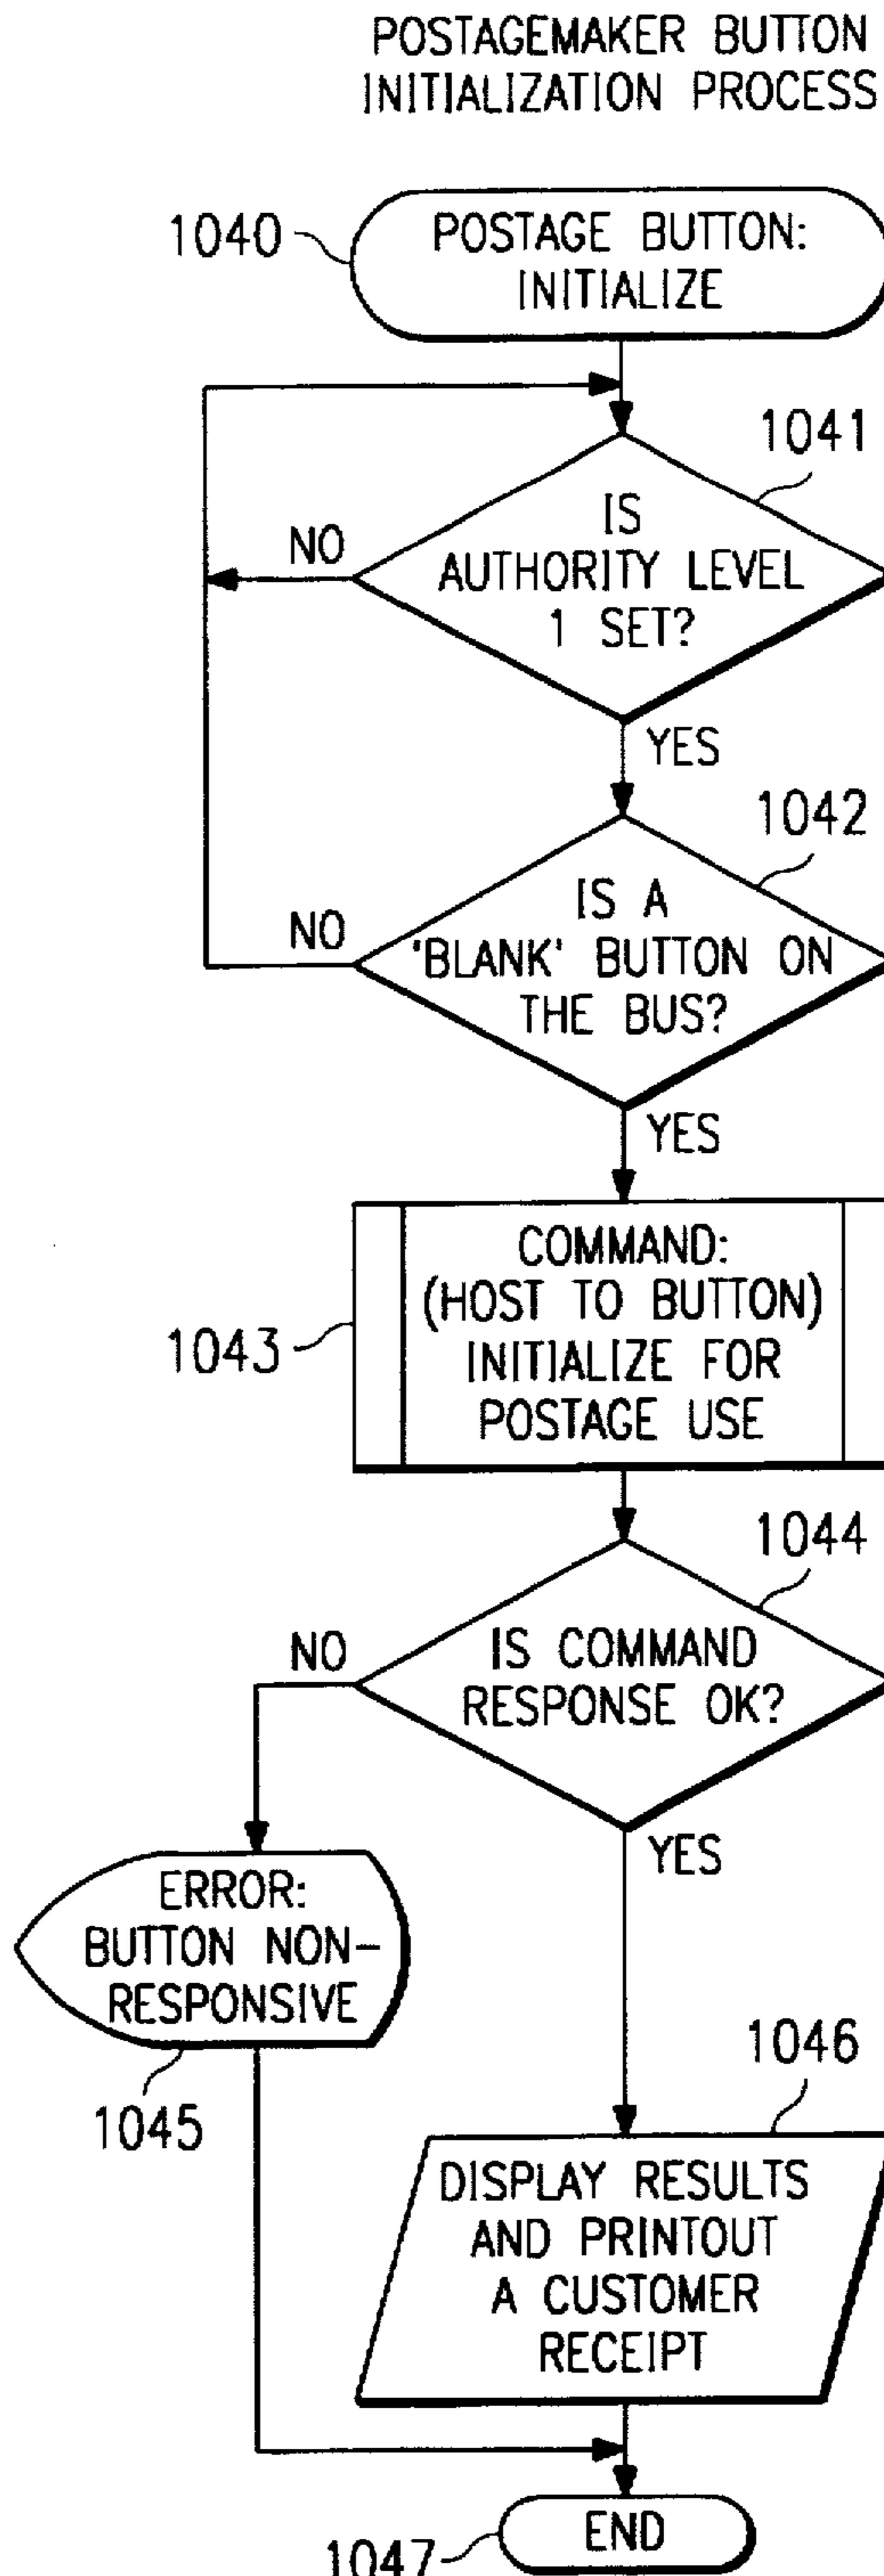 POSTAGEMAKER BUTTON
INITIALIZATION PROCESS
1040
POSTAGE BUTTON:
INITIALIZE
1041
IS
AUTHORITY LEVEL
1 SET?
NO
YES
1042
IS A
'BLANK' BUTTON ON
THE BUS?
NO
YES
COMMAND:
(HOST TO BUTTON)
INITIALIZE FOR
POSTAGE USE
1043
1044
IS COMMAND
RESPONSE OK?
NO
YES
ERROR:
BUTTON NON-
RESPONSIVE
1045
1046
DISPLAY RESULTS
AND PRINTOUT
A CUSTOMER
RECEIPT
END
1047